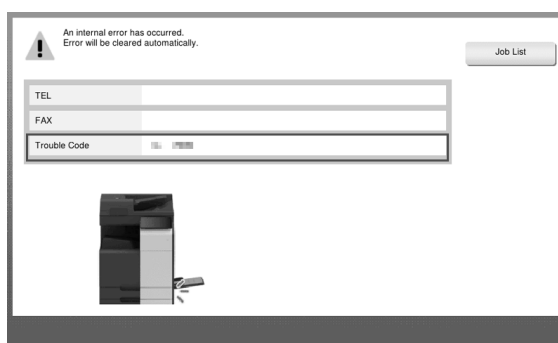 An internal error has occurred.
Error will be cleared automatically.
Job List
TEL
FAX
Trouble Code